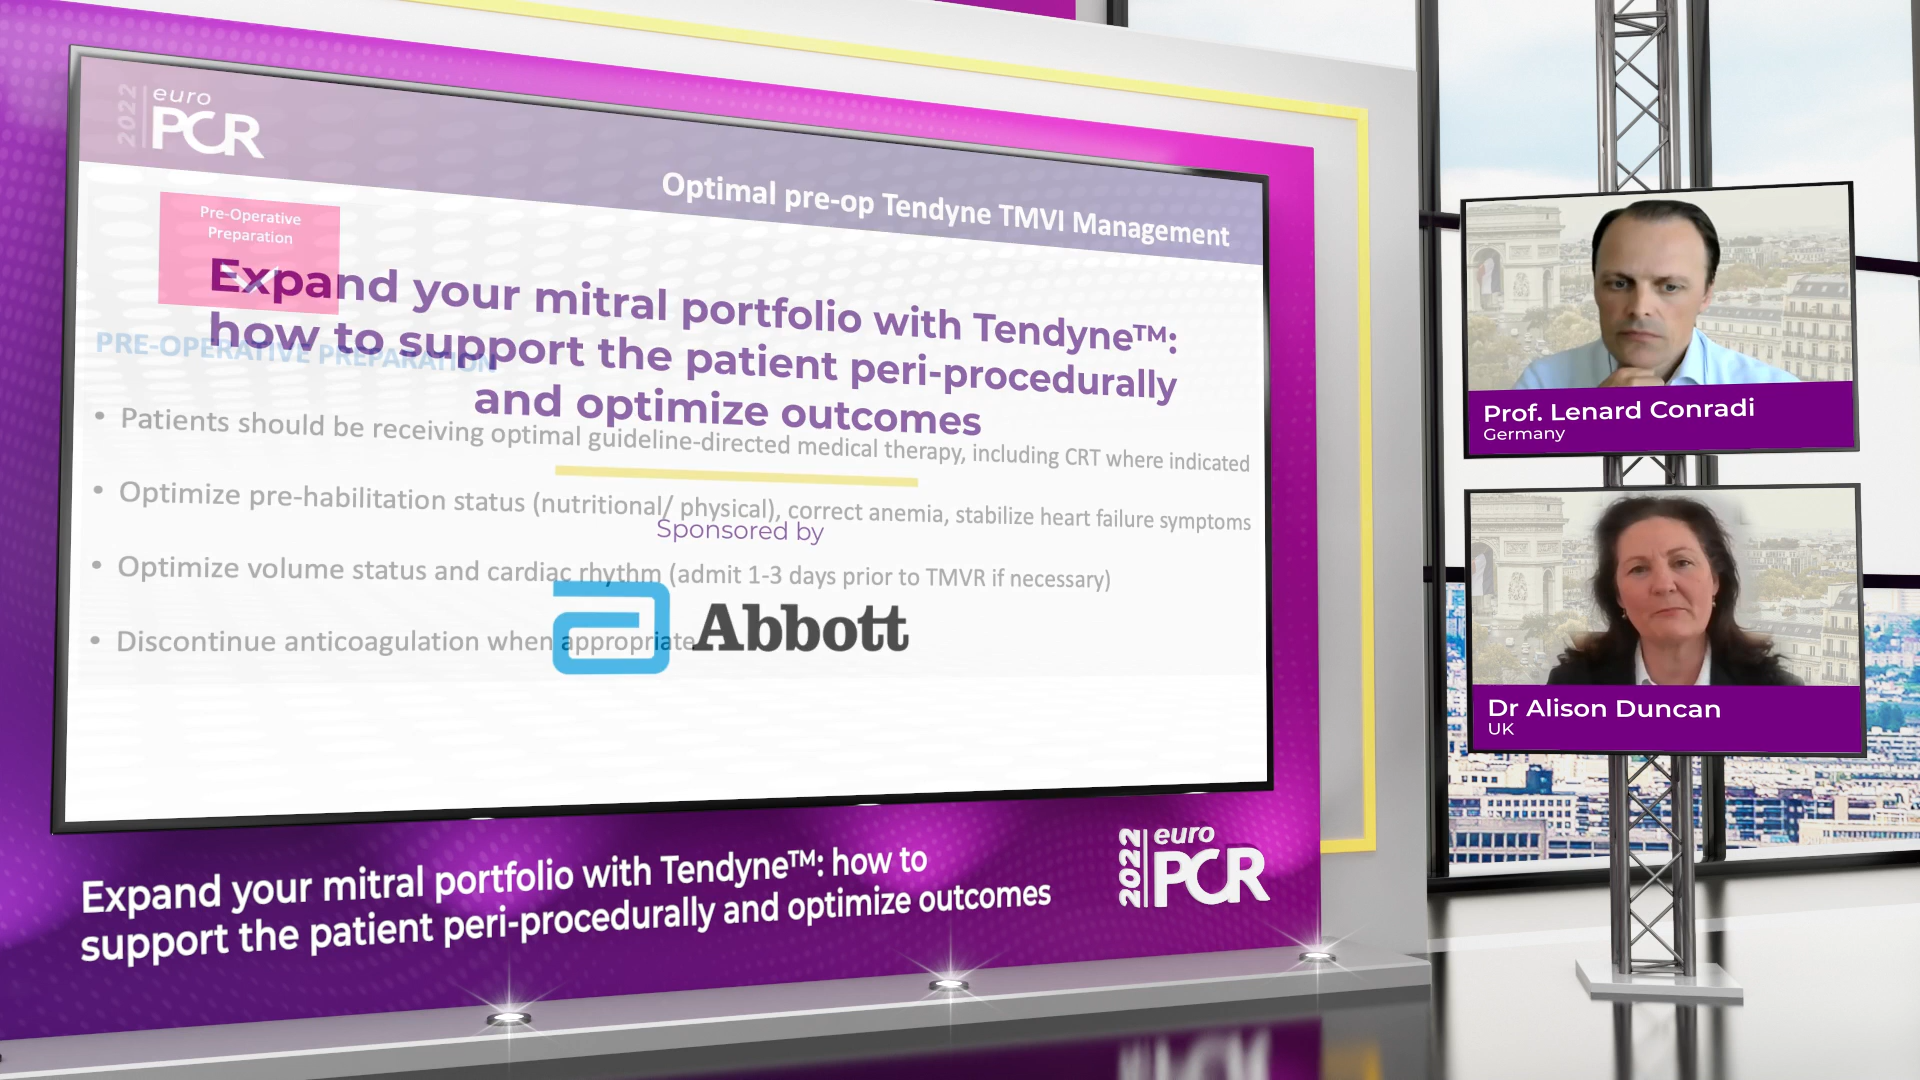 2022 euro PCR
Optimal pre-op Tendyne TMVI Management
Pre-Operative
Preparation
Expand your mitral portfolio with Tendyne™:
how to support the patient peri-procedurally
and optimize outcomes
PRE-OPERATIVE PREPARATION
• Patients should be receiving optimal guideline-directed medical therapy, including CRT where indicated
• Optimize pre-habilitation status (nutritional/ physical), correct anemia, stabilize heart failure symptoms
Sponsored by
• Optimize volume status and cardiac rhythm (admit 1-3 days prior to TMVR if necessary)
• Discontinue anticoagulation when appropriate
Abbott
Expand your mitral portfolio with Tendyne™: how to
support the patient peri-procedurally and optimize outcomes
2022 euro PCR
Prof. Lenard Conradi
Germany
Dr Alison Duncan
UK